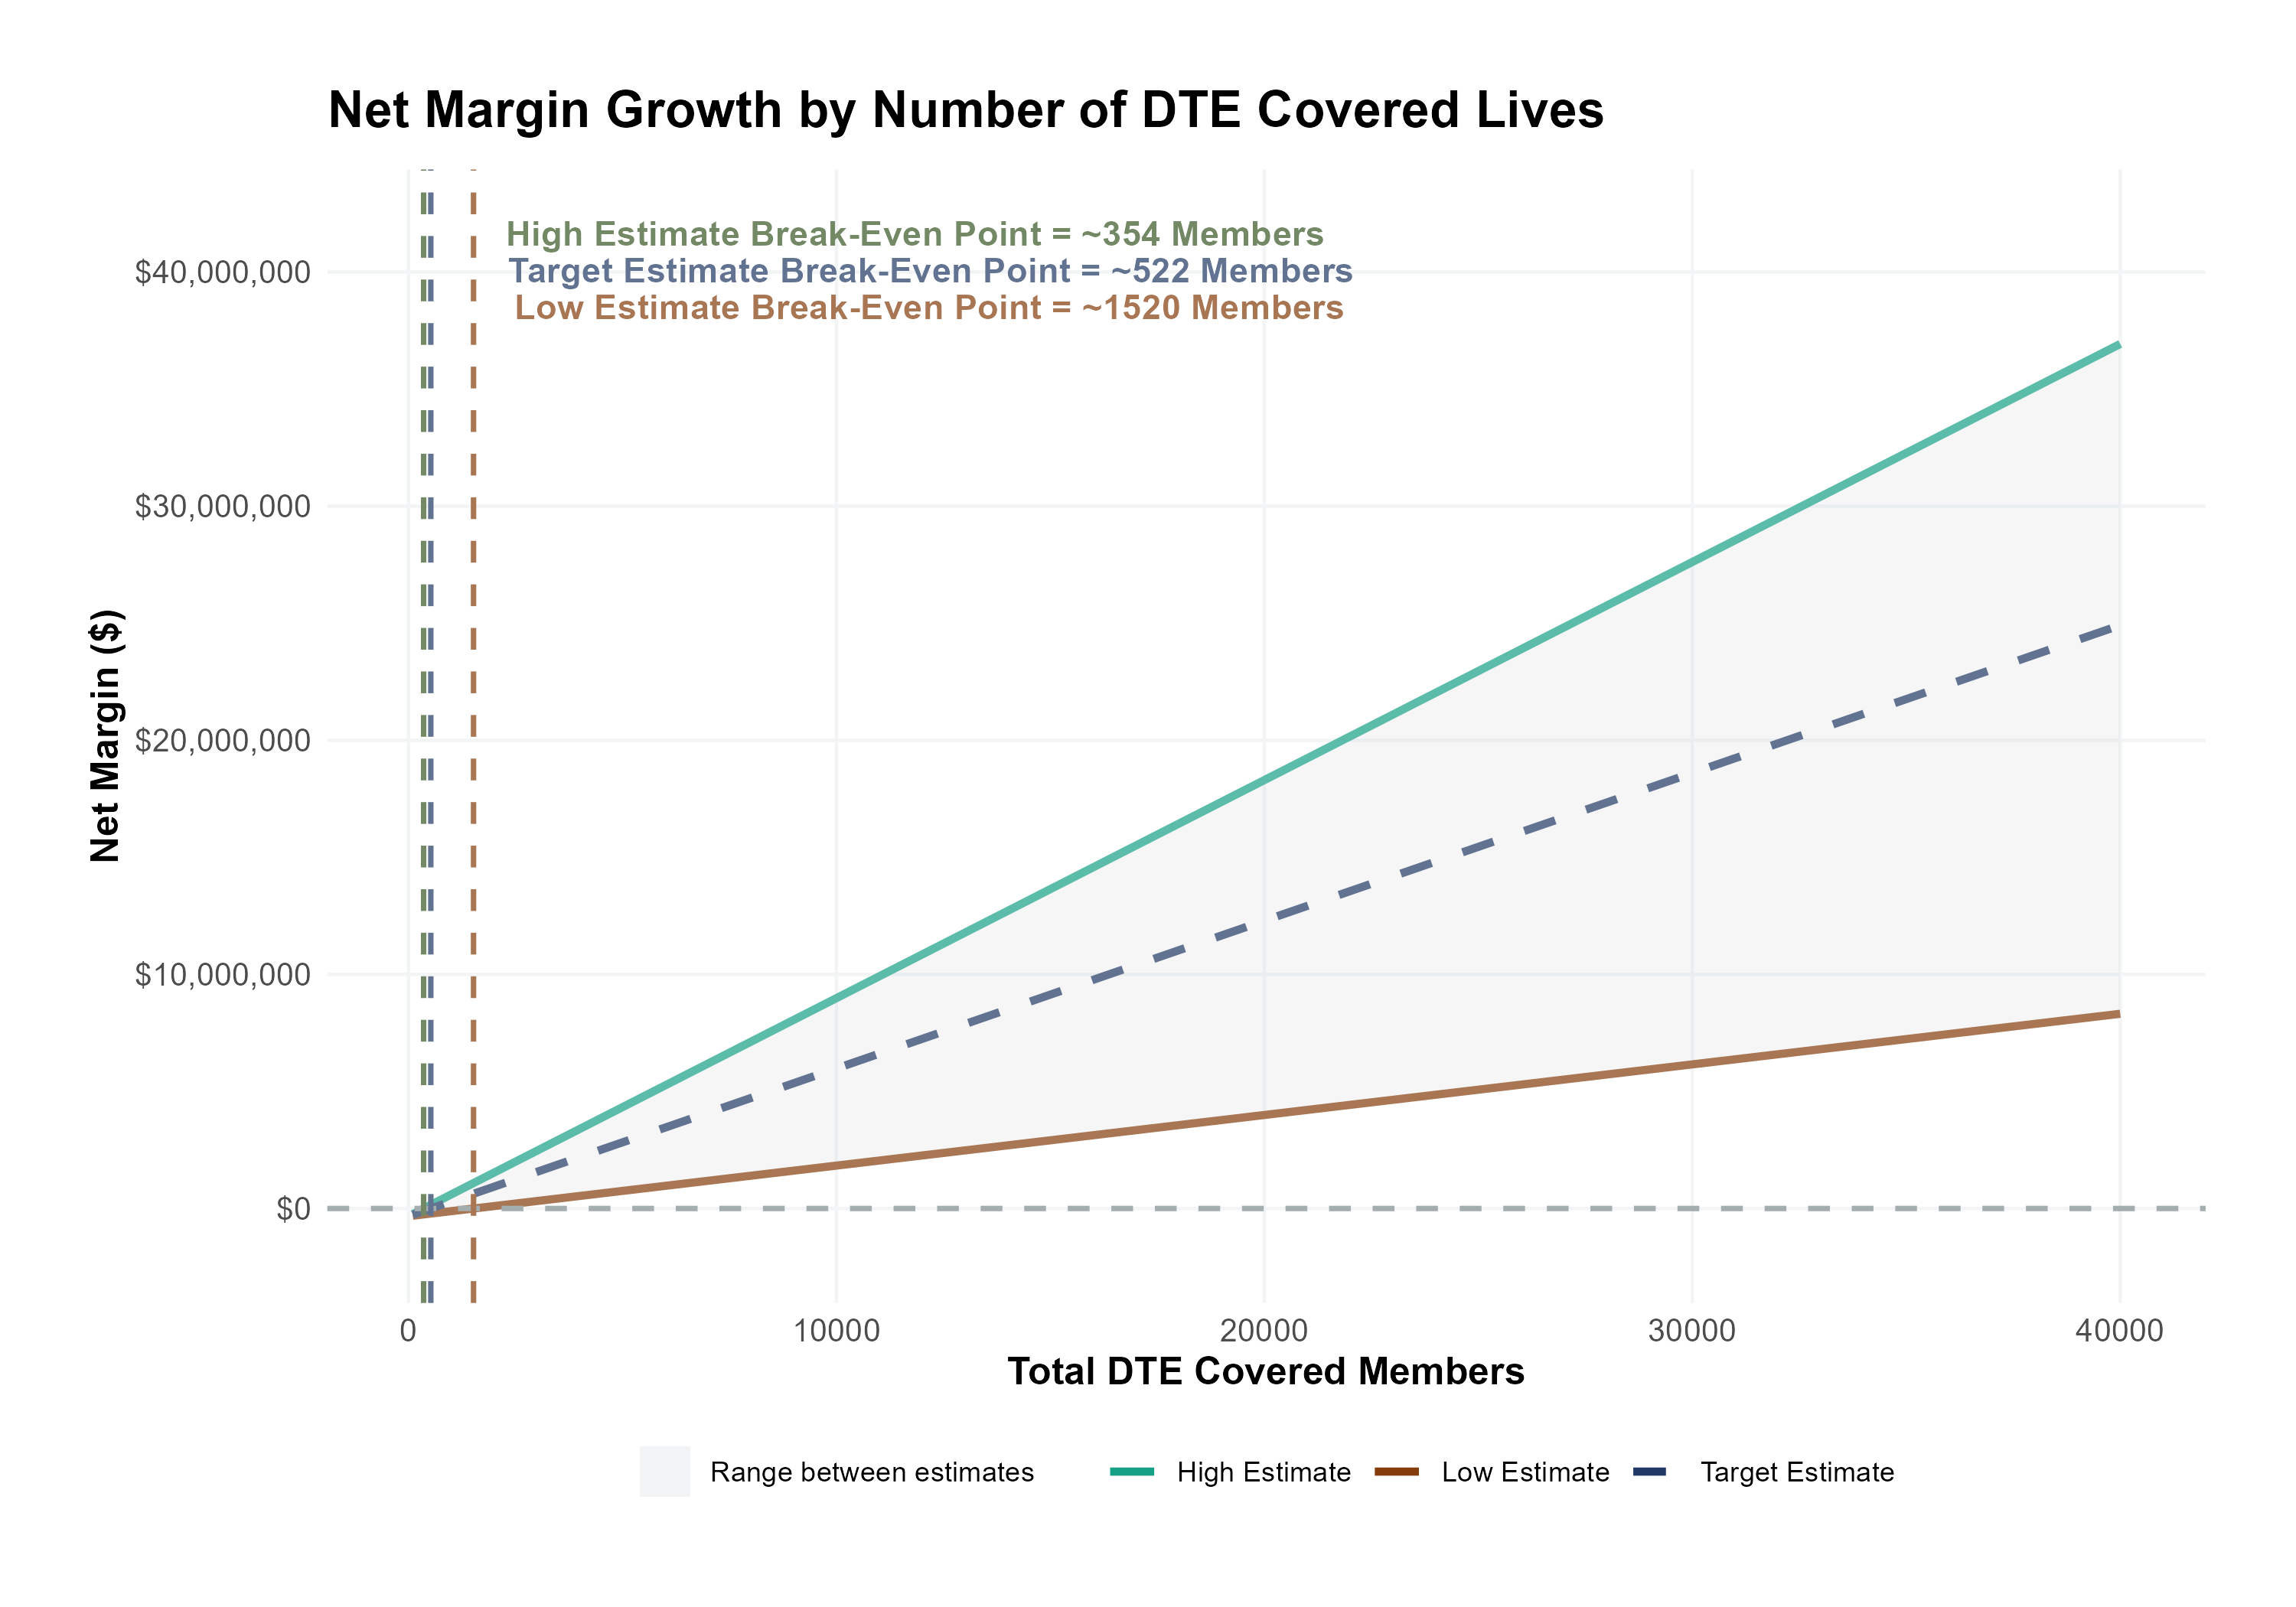 Net Margin Growth by Number of DTE Covered Lives
High Estimate Break-Even Point = ~354 Members
Target Estimate Break-Even Point = ~522 Members
Low Estimate Break-Even Point = ~1520 Members
$40,000,000
$30,000,000
$20,000,000
$10,000,000
$0
Net Margin ($)
0 10000 20000 30000 40000
Total DTE Covered Members
Range between estimates High Estimate Low Estimate Target Estimate